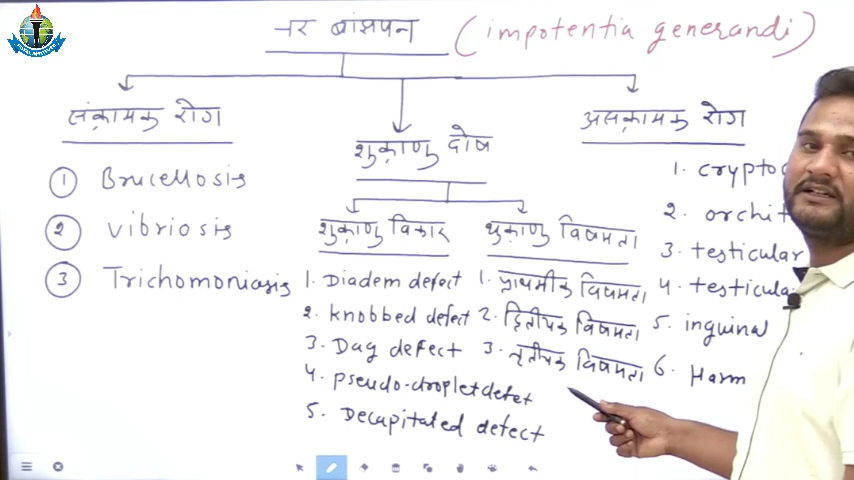 नर बांझपन (impotentia generandi)
संक्रामक रोग
① Brucellosis
② Vibriosis
③ Trichomoniasis
शुक्राणु दोष
शुक्राणु विकार
1. Diadem defect
2. Knobbed defect
3. Dag defect
4. pseudo-droplet defet
5. Decapitated defect
शुक्राणु विषमता
1. प्राथमीक विषमता
2. द्वितीयक विषमता
3. तृतीयक विषमता
असंक्रामक रोग
1. crypto
2. orchit
3. testicular
4. testicula
5. inguinal
6. Harm